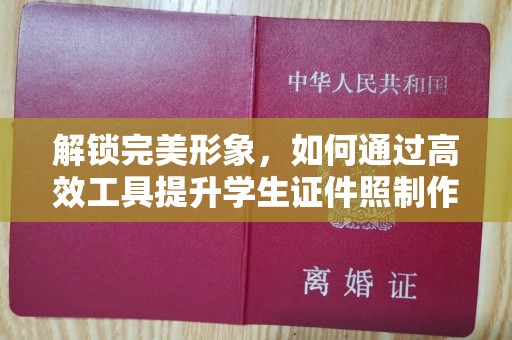 中华人民共和国
解锁完美形象，如何通过高
效工具提升学生证件照制作
离婚证